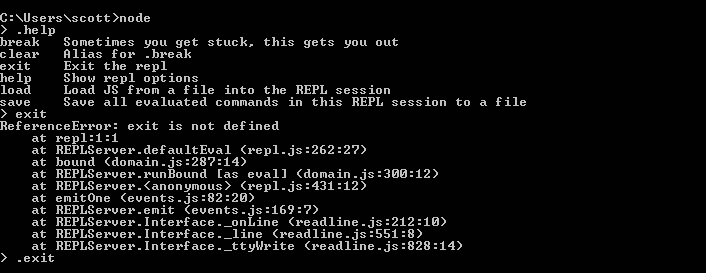 C:\Users\scott>node
> .help
break   Sometimes you get stuck, this gets you out
clear   Alias for .break
exit    Exit the repl
help    Show repl options
load    Load JS from a file into the REPL session
save    Save all evaluated commands in this REPL session to a file
> exit
ReferenceError: exit is not defined
    at repl:1:1
    at REPLServer.defaultEval (repl.js:262:27)
    at bound (domain.js:287:14)
    at REPLServer.runBound [as eval] (domain.js:300:12)
    at REPLServer.<anonymous> (repl.js:431:12)
    at emitOne (events.js:82:20)
    at REPLServer.emit (events.js:169:7)
    at REPLServer.Interface._onLine (readline.js:212:10)
    at REPLServer.Interface._line (readline.js:551:8)
    at REPLServer.Interface._ttyWrite (readline.js:828:14)
> .exit